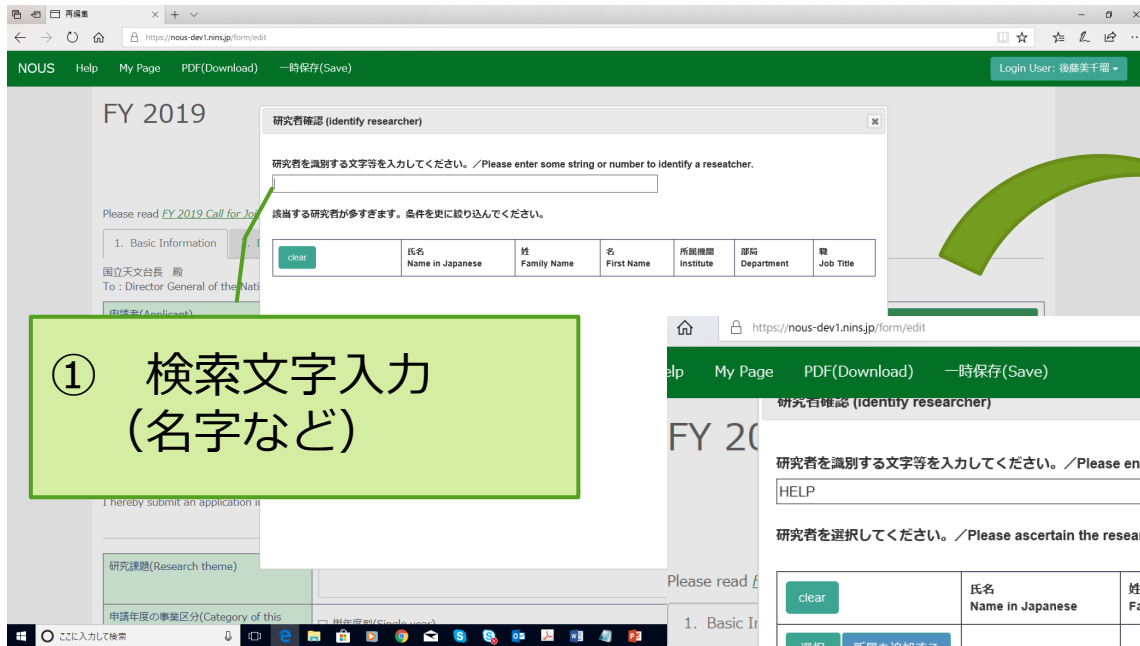 再編集
https://nous-dev1.nins.jp/form/edit
NOUS Help My Page PDF(Download) 一時保存(Save)
Login User: 後藤美千瑠
FY 2019
研究者確認 (identify researcher)
研究者を識別する文字等を入力してください。／Please enter some string or number to identify a reseatcher.
Please read FY 2019 Call for Joi
該当する研究者が多すぎます。条件を更に絞り込んでください。
1. Basic Information
clear
氏名 姓 名 所属機関 部局 職
Name in Japanese Family Name First Name Institute Department Job Title
国立天文台長 殿
To : Director General of the Nati
申請者(Applicant)
① 検索文字入力
（名字など）
I hereby submit an application i
研究課題(Research theme)
申請年度の事業区分(Category of this
単年度型(Single year)
https://nous-dev1.nins.jp/form/edit
elp My Page PDF(Download) 一時保存(Save)
研究者確認 (identify researcher)
FY 20
研究者を識別する文字等を入力してください。／Please en
HELP
研究者を選択してください。／Please ascertain the resea
Please read
clear
氏名 姓
Name in Japanese Fa
1. Basic In
選択 所属を追加する
ここに入力して検索